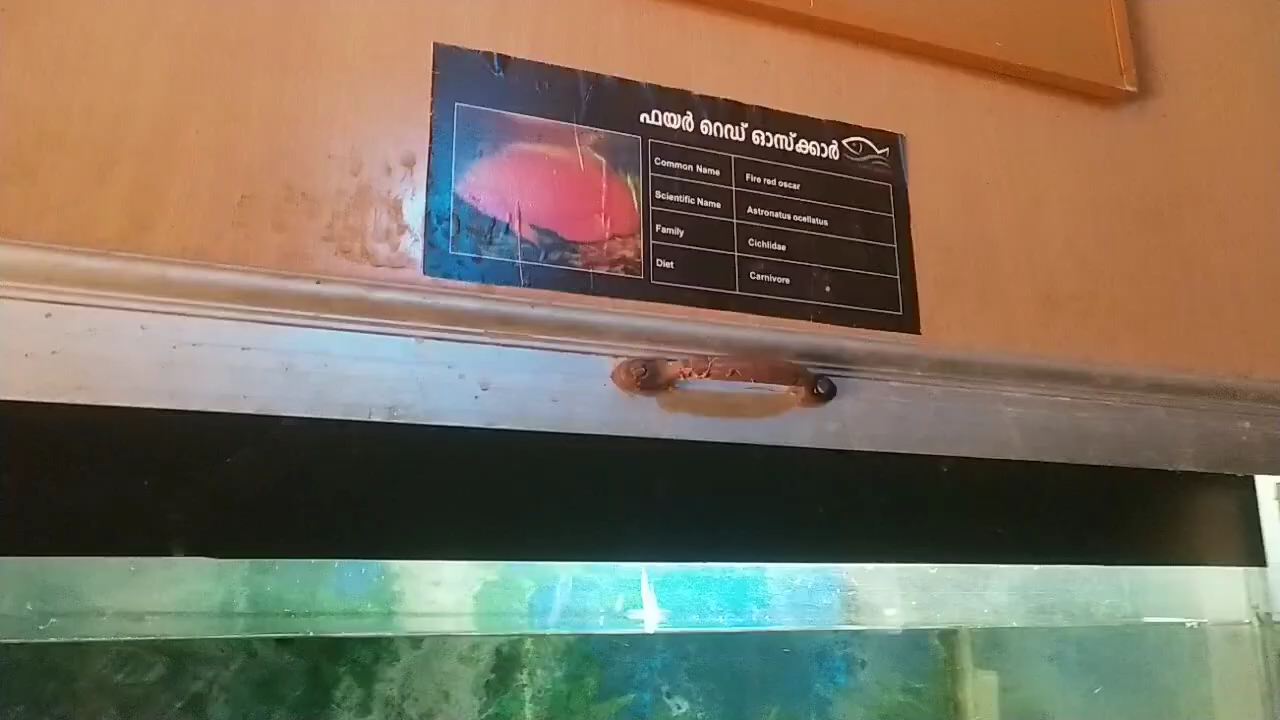 ഫയർ റെഡ് ഓസ്ക്കാർ
Common Name Fire red oscar
Scientific Name Astronatus ocellatus
Family Cichlidae
Diet Carnivore